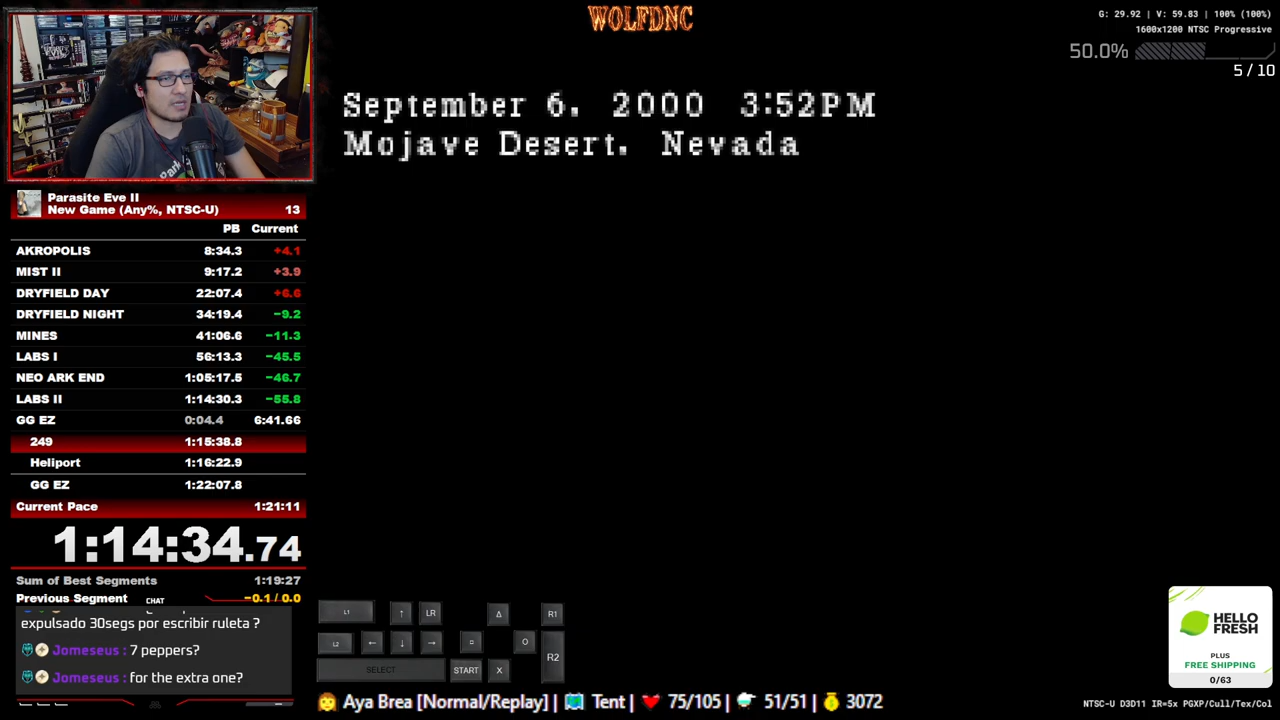 WOLFDNC
G: 29.92 | V: 59.83 | 100% (100%)
1600x1200 NTSC Progressive
50.0%
5 / 10
September 6, 2000 3:52PM
Mojave Desert, Nevada
Parasite Eve II
New Game (Any%, NTSC-U) 13
PB Current
AKROPOLIS 8:34.3 +4.1
MIST II 9:17.2 +3.9
DRYFIELD DAY 22:07.4 +6.6
DRYFIELD NIGHT 34:19.4 −9.2
MINES 41:06.6 −11.3
LABS I 56:13.3 −45.5
NEO ARK END 1:05:17.5 −46.7
LABS II 1:14:30.3 −55.8
GG EZ 0:04.4 6:41.66
249 1:15:38.8
Heliport 1:16:22.9
GG EZ 1:22:07.8
Current Pace 1:21:11
1:14:34.74
Sum of Best Segments 1:19:27
Previous Segment −0.1 / 0.0
CHAT
expulsado 30segs por escribir ruleta ?
Jomeseus : 7 peppers?
Jomeseus : for the extra one?
L1 ↑ LR Δ R1
L2 ← ↓ → □ O R2
SELECT START X
HELLO
FRESH
PLUS
FREE SHIPPING
0/63
Aya Brea [Normal/Replay] | Tent | 75/105 | 51/51 | 3072
NTSC-U D3D11 IR=5x PGXP/Cull/Tex/Col